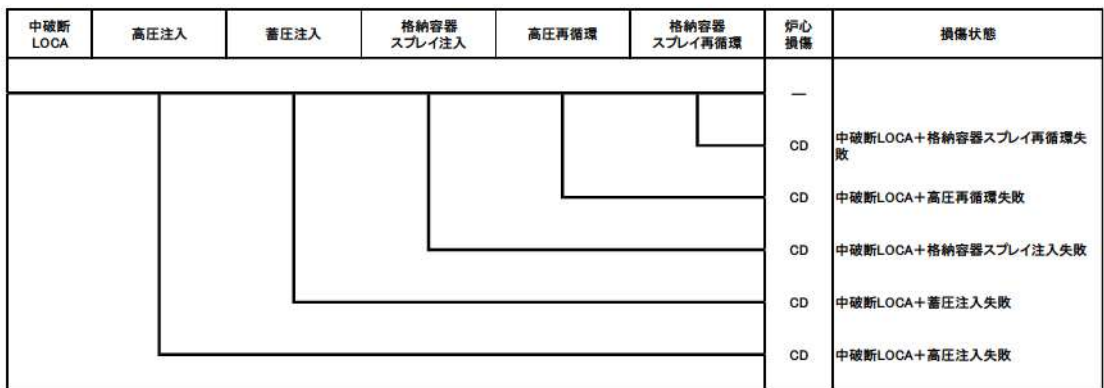 中破断
LOCA
高圧注入
蓄圧注入
格納容器
スプレイ注入
高圧再循環
格納容器
スプレイ再循環
炉心
損傷
損傷状態
—
CD
中破断LOCA+格納容器スプレイ再循環失
敗
CD
中破断LOCA+高圧再循環失敗
CD
中破断LOCA+格納容器スプレイ注入失敗
CD
中破断LOCA+蓄圧注入失敗
CD
中破断LOCA+高圧注入失敗